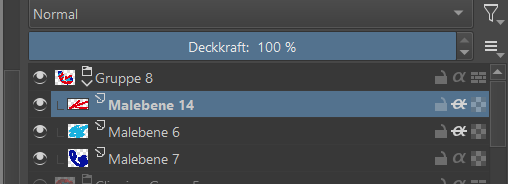 Normal
Deckkraft: 100 %
Gruppe 8
Malebene 14
Malebene 6
Malebene 7